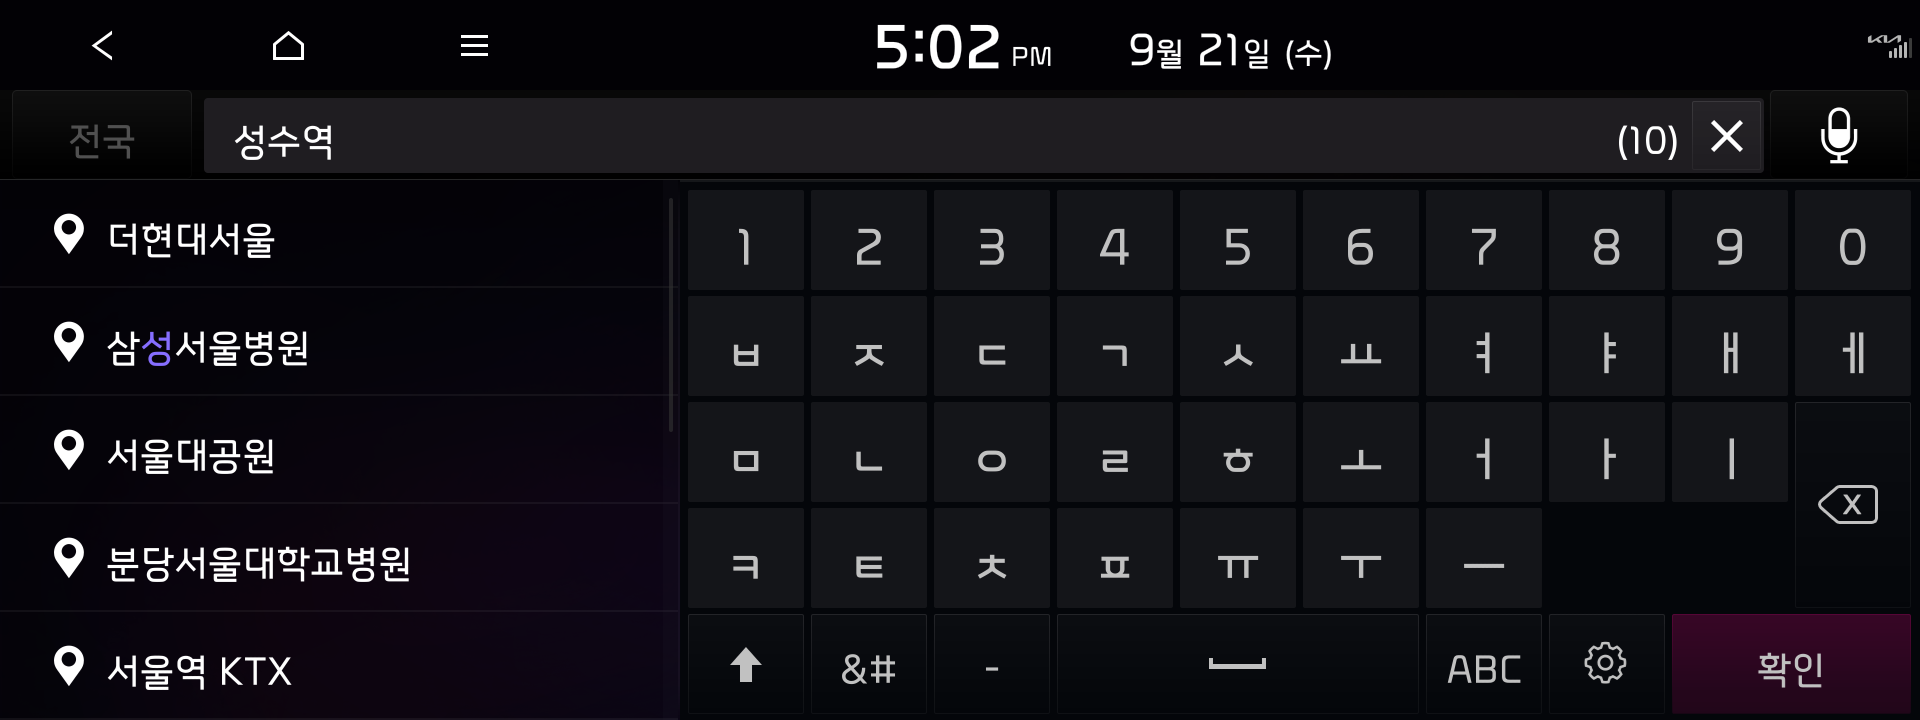 5:02 PM 9월 21일 (수)
전국 성수역 (10)
더현대서울
삼성서울병원
서울대공원
분당서울대학교병원
서울역 KTX
1 2 3 4 5 6 7 8 9 0
ㅂ ㅈ ㄷ ㄱ ㅅ ㅛ ㅕ ㅑ ㅐ ㅔ
ㅁ ㄴ ㅇ ㄹ ㅎ ㅗ ㅓ ㅏ ㅣ
ㅋ ㅌ ㅊ ㅍ ㅠ ㅜ ㅡ
&# - ABC 확인